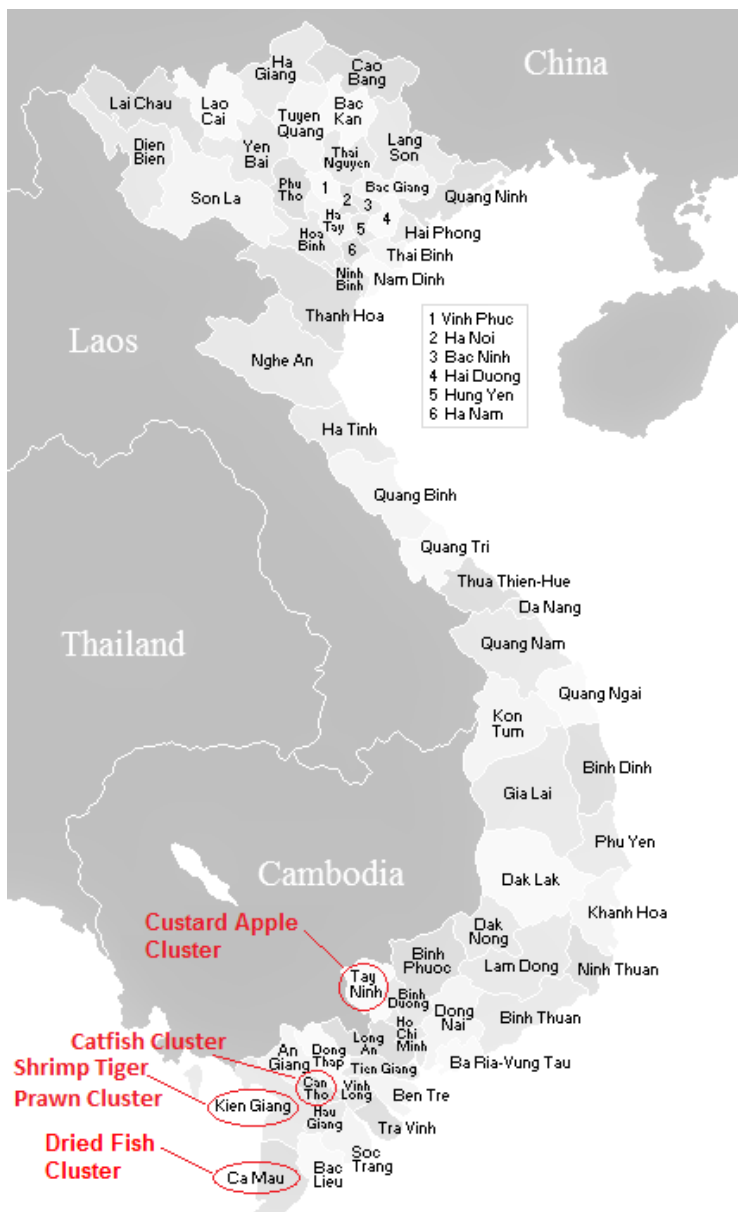 China
Ha
Giang
Cao
Bang
Lai Chau
Lao
Cai
Tuyen
Quang
Bac
Kan
Dien
Bien
Yen
Bai
Thai
Nguyen
Lang
Son
Son La
Phu
Tho
1
2
3
4
5
6
Bac Giang
Quang Ninh
Ha
Tay
Hoa
Binh
Hai Phong
Thai Binh
Ninh
Binh
Nam Dinh
Thanh Hoa
1 Vinh Phuc
2 Ha Noi
3 Bac Ninh
4 Hai Duong
5 Hung Yen
6 Ha Nam
Laos
Nghe An
Ha Tinh
Quang Binh
Quang Tri
Thua Thien-Hue
Da Nang
Thailand
Quang Nam
Quang Ngai
Kon
Tum
Binh Dinh
Gia Lai
Phu Yen
Cambodia
Dak Lak
Khanh Hoa
Custard Apple
Cluster
Dak
Nong
Binh
Phuoc
Lam Dong
Ninh Thuan
Tay
Ninh
Binh
Duong
Dong
Nai
Binh Thuan
Ho
Chi
Minh
Ba Ria-Vung Tau
Catfish Cluster
Shrimp Tiger
Prawn Cluster
An
Giang
Dong
Thap
Long
An
Tien Giang
Can
Tho
Vinh
Long
Ben Tre
Kien Giang
Hau
Giang
Tra Vinh
Dried Fish
Cluster
Soc
Trang
Ca Mau
Bac
Lieu